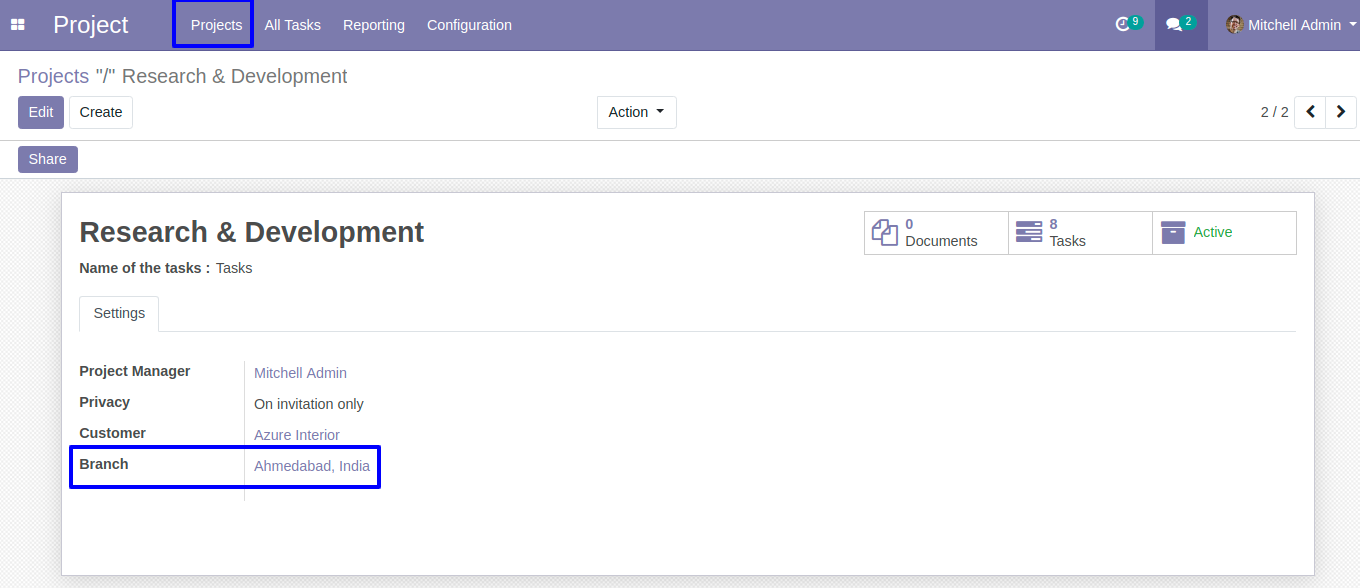 Project Projects All Tasks Reporting Configuration 9 2 Mitchell Admin
Projects "/" Research & Development
Edit Create Action 2 / 2
Share
Research & Development
0 Documents
8 Tasks
Active
Name of the tasks : Tasks
Settings
Project Manager Mitchell Admin
Privacy On invitation only
Customer Azure Interior
Branch Ahmedabad, India